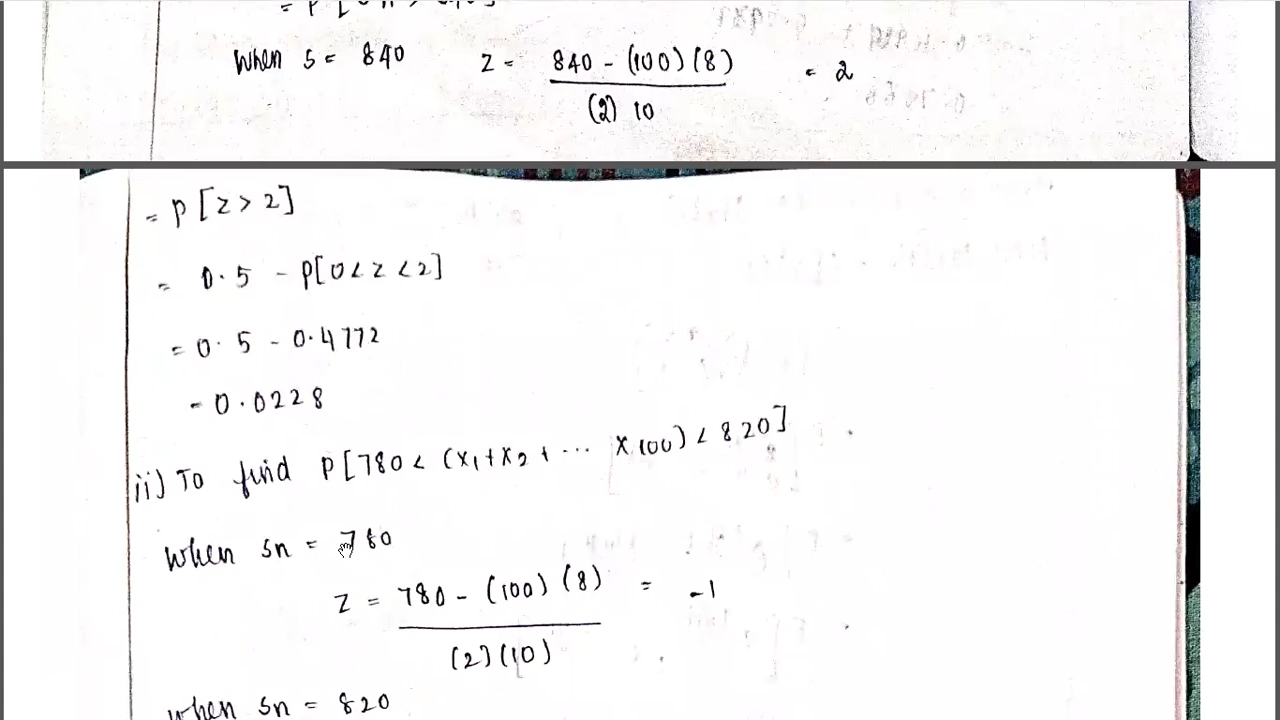 When S = 840 Z = 840 - (100)(8) / (2) 10 = 2
= P[Z > 2]
= 0.5 - P[0 < Z < 2]
= 0.5 - 0.4772
= 0.0228
ii) To find P[780 < (X1+X2+ ... X100) < 820]
When Sn = 780
Z = 780 - (100)(8) / (2)(10) = -1
When Sn = 820